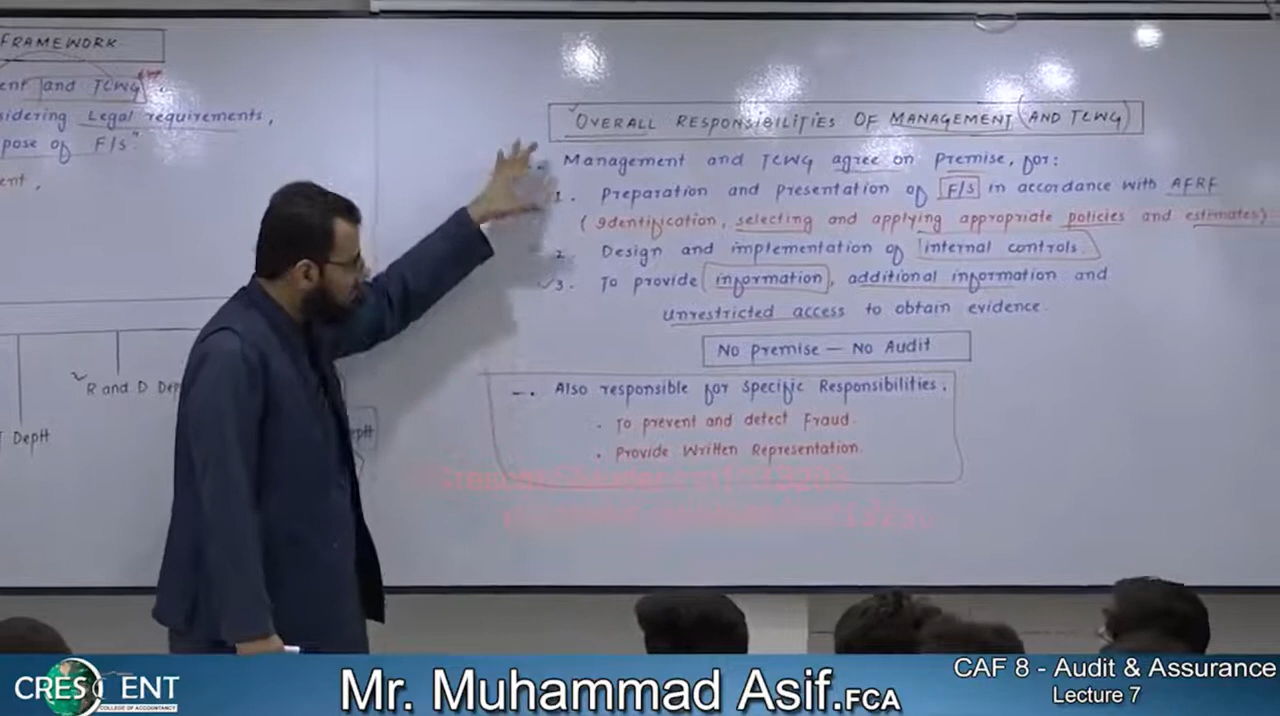 FRAMEWORK
ent and TCWG
sidering Legal requirements,
pose of F/s"
ent,
R and D Dep
Deptt
eptt
OVERALL RESPONSIBILITIES OF MANAGEMENT (AND TCWG)
-. Management and TCWG agree on Premise, for:
1. Preparation and presentation of F/S in accordance with AFRF
(Identification, selecting and applying appropriate policies and estimates).
2. Design and implementation of internal controls.
3. To provide information, additional information and
unrestricted access to obtain evidence.
No Premise — No Audit
-. Also responsible for Specific Responsibilities.
. To prevent and detect Fraud.
. Provide Written Representation.
CRESCENT
COLLEGE OF ACCOUNTANCY
Mr. Muhammad Asif.FCA
CAF 8 - Audit & Assurance
Lecture 7